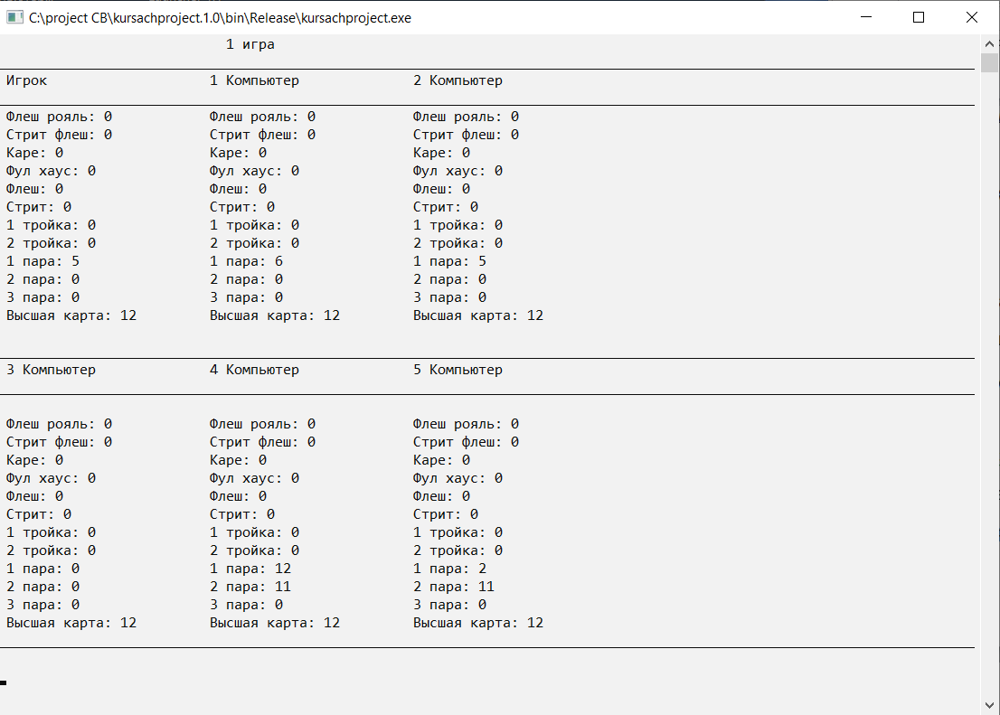 C:\project CB\kursachproject.1.0\bin\Release\kursachproject.exe
1 игра
Игрок 1 Компьютер 2 Компьютер
Флеш рояль: 0 Флеш рояль: 0 Флеш рояль: 0
Стрит флеш: 0 Стрит флеш: 0 Стрит флеш: 0
Каре: 0 Каре: 0 Каре: 0
Фул хаус: 0 Фул хаус: 0 Фул хаус: 0
Флеш: 0 Флеш: 0 Флеш: 0
Стрит: 0 Стрит: 0 Стрит: 0
1 тройка: 0 1 тройка: 0 1 тройка: 0
2 тройка: 0 2 тройка: 0 2 тройка: 0
1 пара: 5 1 пара: 6 1 пара: 5
2 пара: 0 2 пара: 0 2 пара: 0
3 пара: 0 3 пара: 0 3 пара: 0
Высшая карта: 12 Высшая карта: 12 Высшая карта: 12
3 Компьютер 4 Компьютер 5 Компьютер
Флеш рояль: 0 Флеш рояль: 0 Флеш рояль: 0
Стрит флеш: 0 Стрит флеш: 0 Стрит флеш: 0
Каре: 0 Каре: 0 Каре: 0
Фул хаус: 0 Фул хаус: 0 Фул хаус: 0
Флеш: 0 Флеш: 0 Флеш: 0
Стрит: 0 Стрит: 0 Стрит: 0
1 тройка: 0 1 тройка: 0 1 тройка: 0
2 тройка: 0 2 тройка: 0 2 тройка: 0
1 пара: 0 1 пара: 12 1 пара: 2
2 пара: 0 2 пара: 11 2 пара: 11
3 пара: 0 3 пара: 0 3 пара: 0
Высшая карта: 12 Высшая карта: 12 Высшая карта: 12